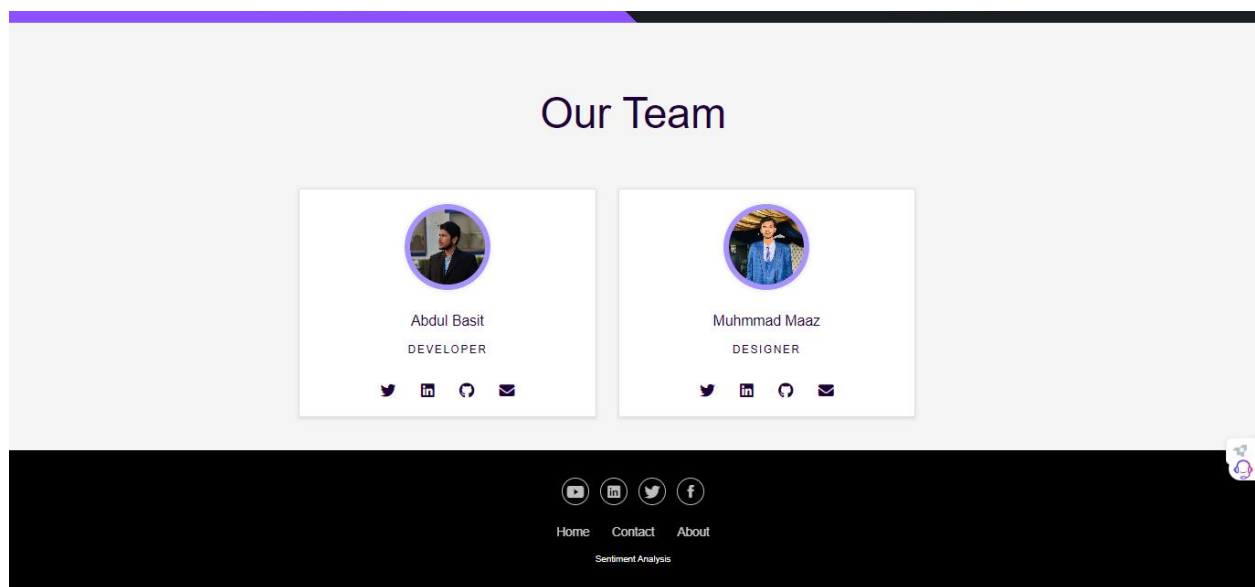 Our Team
Abdul Basit
DEVELOPER
Muhmmad Maaz
DESIGNER
Home Contact About
Sentiment Analysis